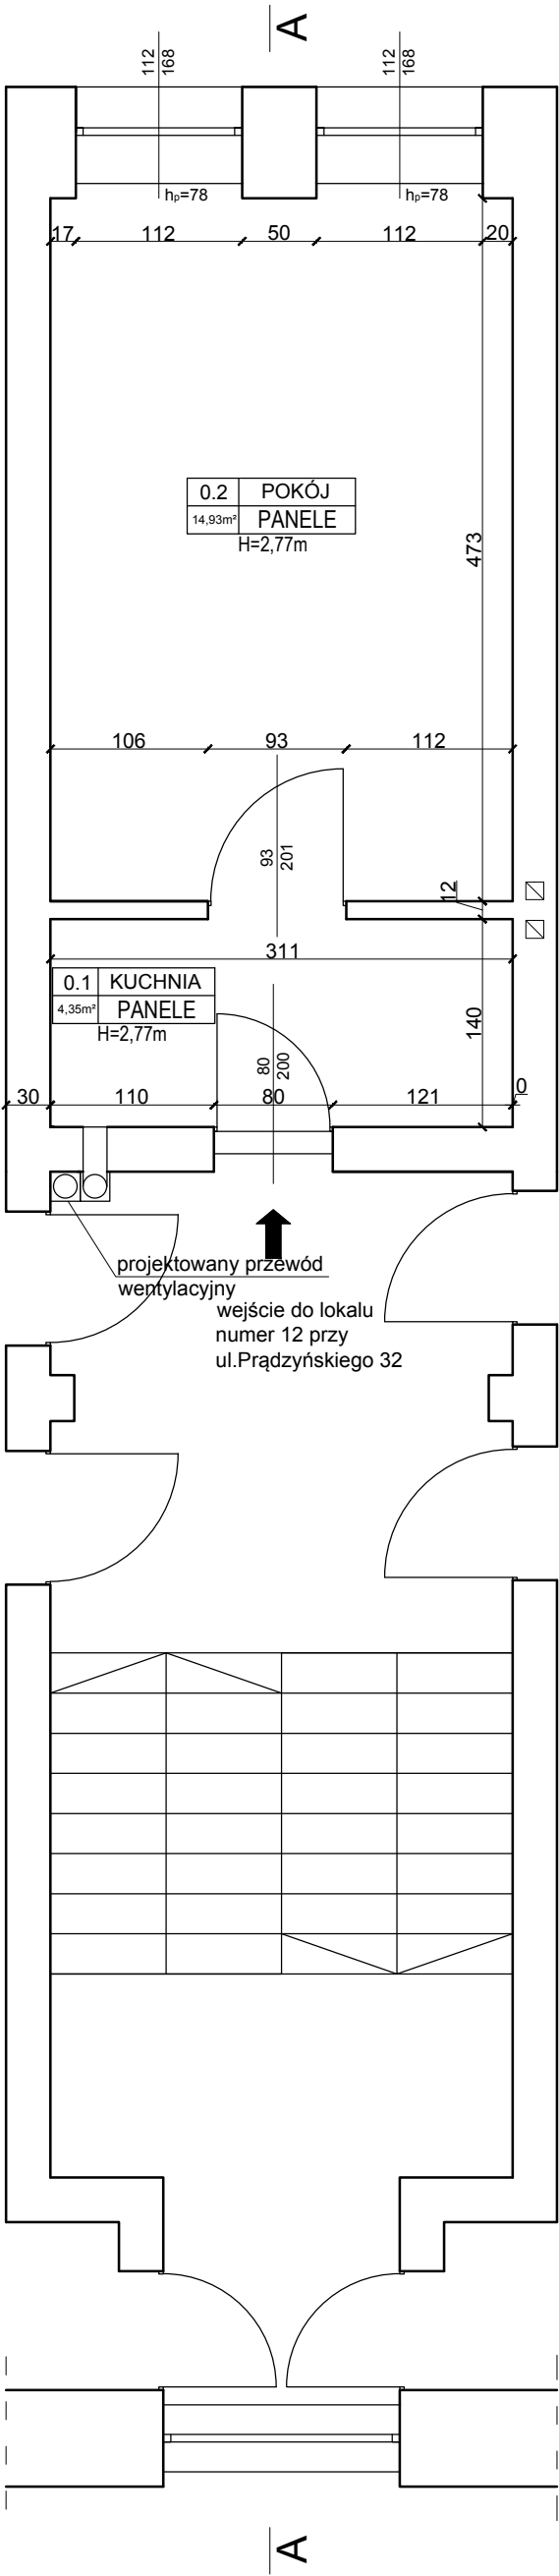 A
112
168
112
168
hp=78
hp=78
17 112 50 112 20
0.2 POKÓJ
14,93m² PANELE
H=2,77m
473
106 93 112
93
201
12
311
0.1 KUCHNIA
4,35m² PANELE
H=2,77m
140
80
200
30 110 80 121 0
projektowany przewód
wentylacyjny
wejście do lokalu
numer 12 przy
ul.Prądzyńskiego 32
A